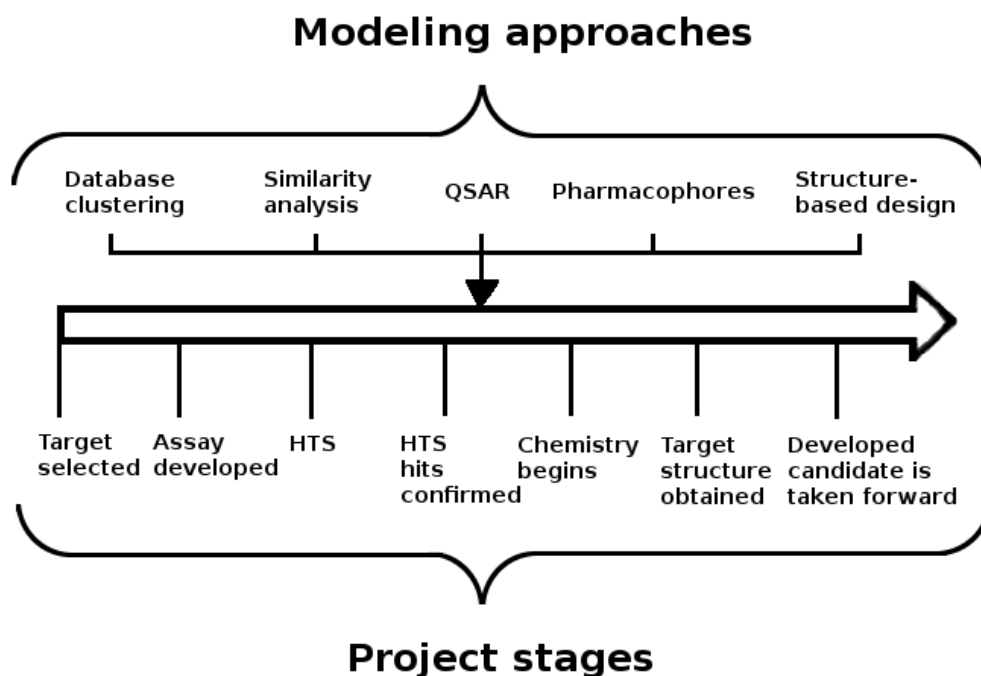 Modeling approaches
Database
clustering
Similarity
analysis
QSAR
Pharmacophores
Structure-
based design
Target
selected
Assay
developed
HTS
HTS
hits
confirmed
Chemistry
begins
Target
structure
obtained
Developed
candidate is
taken forward
Project stages